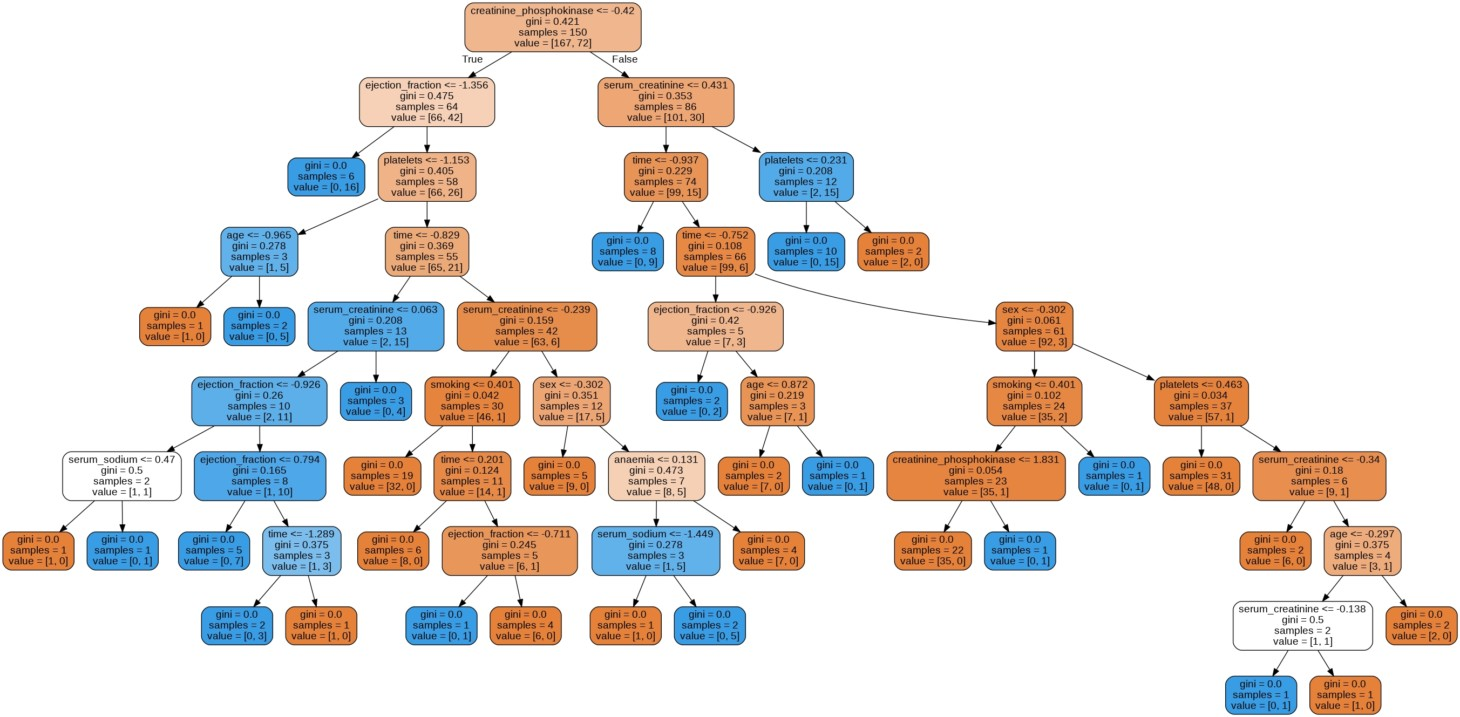 creatinine_phosphokinase <= -0.42
gini = 0.421
samples = 150
value = [167, 72]
True
False
ejection_fraction <= -1.356
gini = 0.475
samples = 64
value = [66, 42]
serum_creatinine <= 0.431
gini = 0.353
samples = 86
value = [101, 30]
gini = 0.0
samples = 6
value = [0, 16]
platelets <= -1.153
gini = 0.405
samples = 58
value = [66, 26]
time <= -0.937
gini = 0.229
samples = 74
value = [99, 15]
platelets <= 0.231
gini = 0.208
samples = 12
value = [2, 15]
age <= -0.965
gini = 0.278
samples = 3
value = [1, 5]
time <= -0.829
gini = 0.369
samples = 55
value = [65, 21]
gini = 0.0
samples = 8
value = [0, 9]
time <= -0.752
gini = 0.108
samples = 66
value = [99, 6]
gini = 0.0
samples = 10
value = [0, 15]
gini = 0.0
samples = 2
value = [2, 0]
gini = 0.0
samples = 1
value = [1, 0]
gini = 0.0
samples = 2
value = [0, 5]
serum_creatinine <= 0.063
gini = 0.208
samples = 13
value = [2, 15]
serum_creatinine <= -0.239
gini = 0.159
samples = 42
value = [63, 6]
ejection_fraction <= -0.926
gini = 0.42
samples = 5
value = [7, 3]
sex <= -0.302
gini = 0.061
samples = 61
value = [92, 3]
ejection_fraction <= -0.926
gini = 0.26
samples = 10
value = [2, 11]
gini = 0.0
samples = 3
value = [0, 4]
smoking <= 0.401
gini = 0.042
samples = 30
value = [46, 1]
sex <= -0.302
gini = 0.351
samples = 12
value = [17, 5]
gini = 0.0
samples = 2
value = [0, 2]
age <= 0.872
gini = 0.219
samples = 3
value = [7, 1]
smoking <= 0.401
gini = 0.102
samples = 24
value = [35, 2]
platelets <= 0.463
gini = 0.034
samples = 37
value = [57, 1]
serum_sodium <= 0.47
gini = 0.5
samples = 2
value = [1, 1]
ejection_fraction <= 0.794
gini = 0.165
samples = 8
value = [1, 10]
gini = 0.0
samples = 19
value = [32, 0]
time <= 0.201
gini = 0.124
samples = 11
value = [14, 1]
gini = 0.0
samples = 5
value = [9, 0]
anaemia <= 0.131
gini = 0.473
samples = 7
value = [8, 5]
gini = 0.0
samples = 2
value = [7, 0]
gini = 0.0
samples = 1
value = [0, 1]
creatinine_phosphokinase <= 1.831
gini = 0.054
samples = 23
value = [35, 1]
gini = 0.0
samples = 1
value = [0, 1]
gini = 0.0
samples = 31
value = [48, 0]
serum_creatinine <= -0.34
gini = 0.18
samples = 6
value = [9, 1]
gini = 0.0
samples = 1
value = [1, 0]
gini = 0.0
samples = 1
value = [0, 1]
gini = 0.0
samples = 5
value = [0, 7]
time <= -1.289
gini = 0.375
samples = 3
value = [1, 3]
gini = 0.0
samples = 6
value = [8, 0]
ejection_fraction <= -0.711
gini = 0.245
samples = 5
value = [6, 1]
serum_sodium <= -1.449
gini = 0.278
samples = 3
value = [1, 5]
gini = 0.0
samples = 4
value = [7, 0]
gini = 0.0
samples = 22
value = [35, 0]
gini = 0.0
samples = 1
value = [0, 1]
gini = 0.0
samples = 2
value = [6, 0]
age <= -0.297
gini = 0.375
samples = 4
value = [3, 1]
gini = 0.0
samples = 2
value = [0, 3]
gini = 0.0
samples = 1
value = [1, 0]
gini = 0.0
samples = 1
value = [0, 1]
gini = 0.0
samples = 4
value = [6, 0]
gini = 0.0
samples = 1
value = [1, 0]
gini = 0.0
samples = 2
value = [0, 5]
serum_creatinine <= -0.138
gini = 0.5
samples = 2
value = [1, 1]
gini = 0.0
samples = 2
value = [2, 0]
gini = 0.0
samples = 1
value = [0, 1]
gini = 0.0
samples = 1
value = [1, 0]